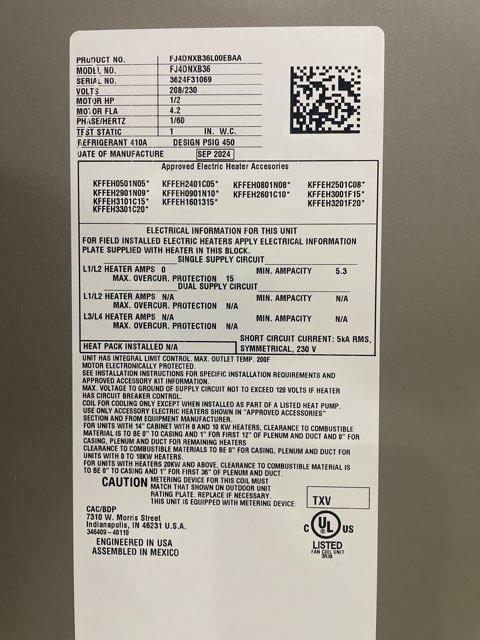 PRODUCT NO. FJ4DNXB36L00EBAA
MODEL NO. FJ4DNXB36
SERIAL NO. 3624F31069
VOLTS 208/230
MOTOR HP 1/2
MOTOR FLA 4.2
PHASE/HERTZ 1/60
TEST STATIC 1 IN. W.C.
REFRIGERANT 410A DESIGN PSIG 450
DATE OF MANUFACTURE SEP 2024
Approved Electric Heater Accesories
KFFEH0501N05* KFFEH2401C05* KFFEH0801N08* KFFEH2501C08*
KFFEH2901N09* KFFEH0901N10* KFFEH2601C10* KFFEH3001F15*
KFFEH3101C15* KFFEH1601315* KFFEH3201F20*
KFFEH3301C20*
ELECTRICAL INFORMATION FOR THIS UNIT
FOR FIELD INSTALLED ELECTRIC HEATERS APPLY ELECTRICAL INFORMATION
PLATE SUPPLIED WITH HEATER IN THIS BLOCK.
SINGLE SUPPLY CIRCUIT
L1/L2 HEATER AMPS 0 MIN. AMPACITY 5.3
MAX. OVERCUR. PROTECTION 15
DUAL SUPPLY CIRCUIT
L1/L2 HEATER AMPS N/A MIN. AMPACITY N/A
MAX. OVERCUR. PROTECTION N/A
L3/L4 HEATER AMPS N/A MIN. AMPACITY N/A
MAX. OVERCUR. PROTECTION N/A
HEAT PACK INSTALLED N/A
SHORT CIRCUIT CURRENT: 5kA RMS,
SYMMETRICAL, 230 V
UNIT HAS INTEGRAL LIMIT CONTROL. MAX. OUTLET TEMP. 200F
MOTOR ELECTRONICALLY PROTECTED.
SEE INSTALLATION INSTRUCTIONS FOR SPECIFIC INSTALLATION REQUIREMENTS AND
APPROVED ACCESSORY KIT INFORMATION.
MAX. VOLTAGE TO GROUND OF SUPPLY CIRCUIT NOT TO EXCEED 120 VOLTS IF HEATER
HAS CIRCUIT BREAKER CONTROL.
COIL FOR COOLING ONLY EXCEPT WHEN INSTALLED AS PART OF A LISTED HEAT PUMP.
USE ONLY ACCESSORY ELECTRIC HEATERS SHOWN IN "APPROVED ACCESSORIES"
SECTION AND FROM EQUIPMENT MANUFACTURER.
FOR UNITS WITH 14" CABINET WITH 8 AND 10 KW HEATERS, CLEARANCE TO COMBUSTIBLE
MATERIAL IS TO BE 0" TO CASING AND 1" FOR FIRST 12" OF PLENUM AND DUCT AND 0" FOR
CASING, PLENUM AND DUCT FOR REMAINING HEATERS
CLEARANCE TO COMBUSTIBLE MATERIALS TO BE 0" FOR CASING, PLENUM AND DUCT FOR
UNITS WITH 0 TO 18KW HEATERS.
FOR UNITS WITH HEATERS 20KW AND ABOVE, CLEARANCE TO COMBUSTIBLE MATERIAL IS
TO BE 0" TO CASING AND 1" FOR FIRST 36" OF PLENUM AND DUCT.
CAUTION METERING DEVICE FOR THIS COIL MUST
MATCH THAT SHOWN ON OUTDOOR UNIT
RATING PLATE. REPLACE IF NECESSARY.
THIS UNIT IS EQUIPPED WITH METERING DEVICE: TXV
CAC/BDP
7310 W. Morris Street
Indianapolis, IN 46231 U.S.A.
346409-40110
ENGINEERED IN USA
ASSEMBLED IN MEXICO
C UL US
LISTED
FAN COIL UNIT